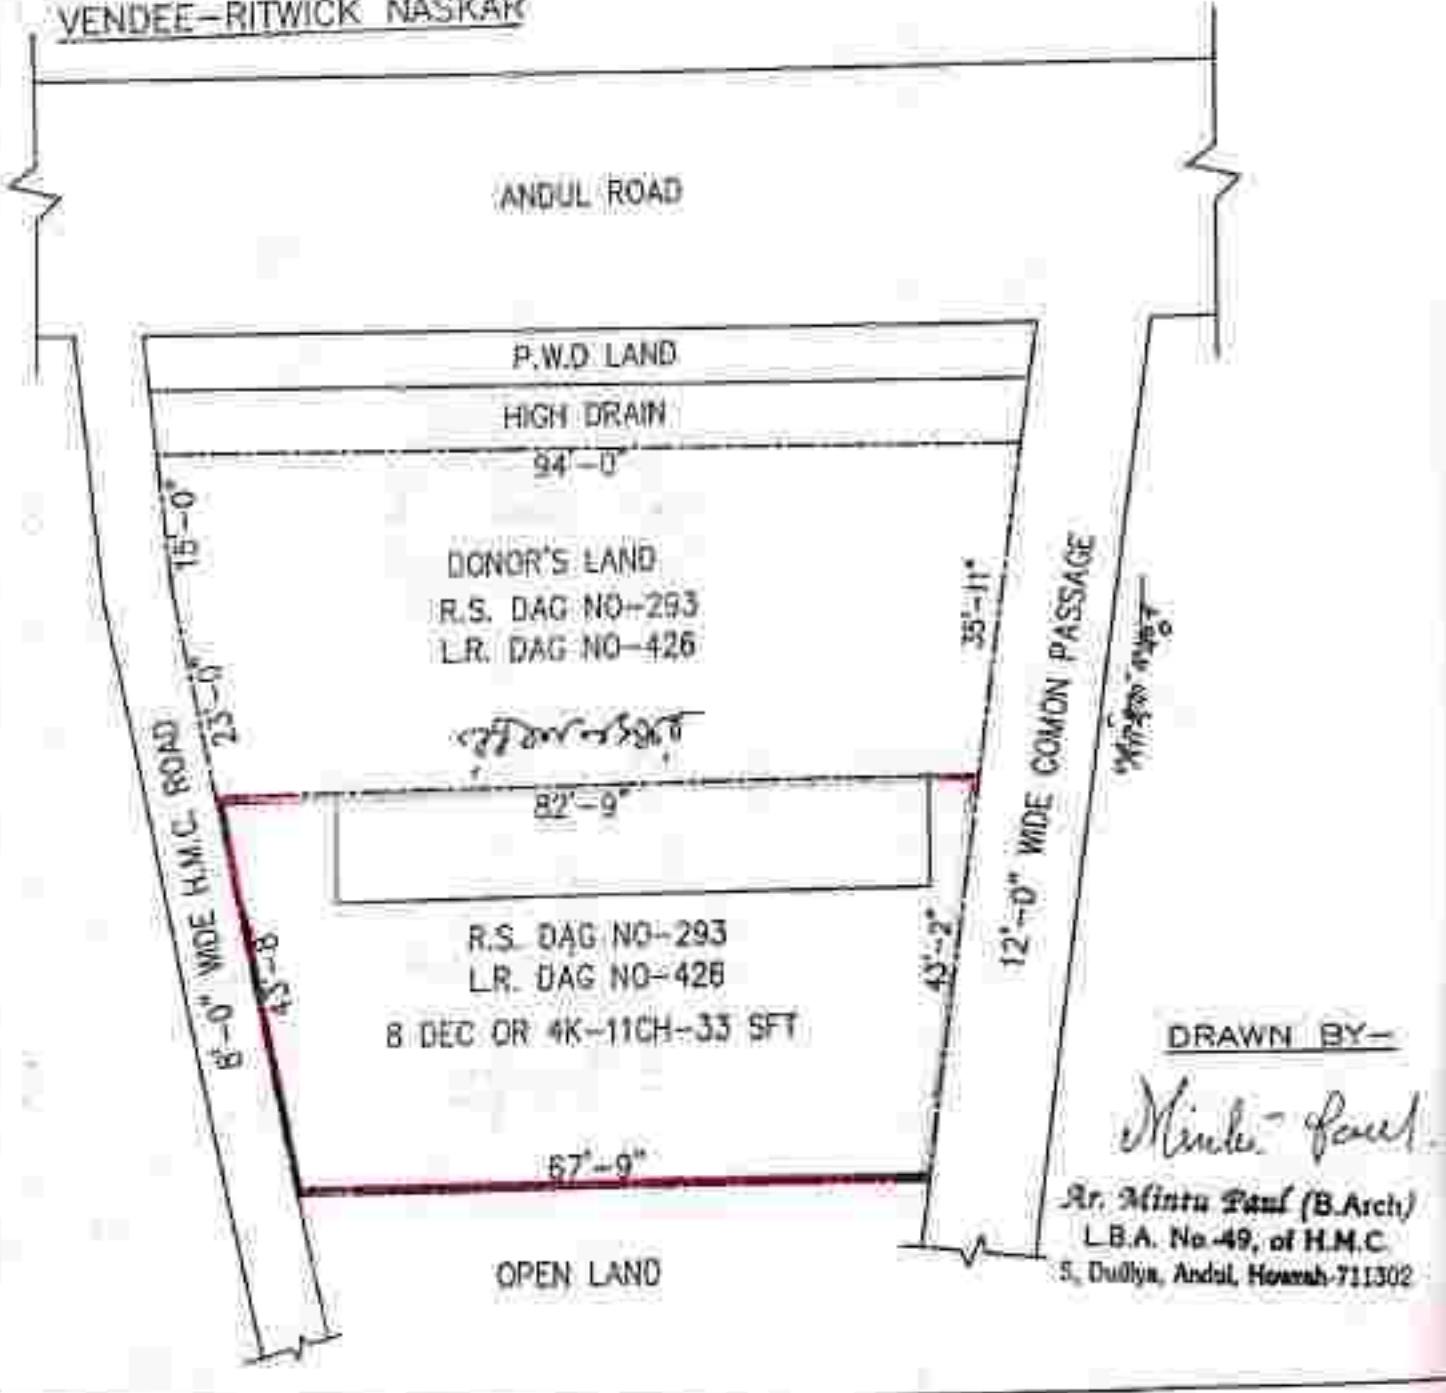 VENDEE-RITWICK NASKAR
ANDUL ROAD
P.W.D LAND
HIGH DRAIN
94'-0"
15'-0"
DONOR'S LAND
R.S. DAG NO-293
L.R. DAG NO-426
35'-11"
23'-0"
82'-9"
8'-0" WIDE H.M.C. ROAD
12'-0" WIDE COMON PASSAGE
43'-8
43'-2"
R.S. DAG NO-293
L.R. DAG NO-426
8 DEC OR 4K-11CH-33 SFT
67'-9"
OPEN LAND
DRAWN BY-
Ar. Mintu Paul (B.Arch)
L.B.A. No.-49, of H.M.C.
5, Duillya, Andul, Howrah-711302